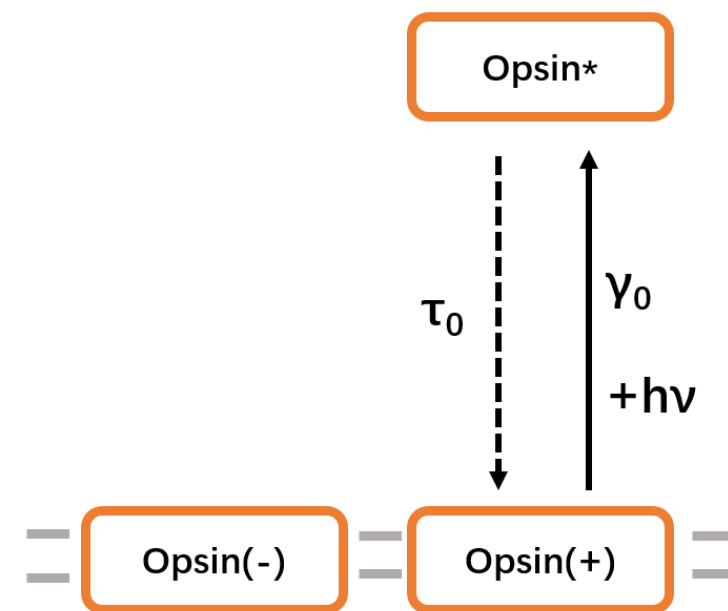 Opsin*
τ₀
γ₀
+hν
Opsin(-)
Opsin(+)